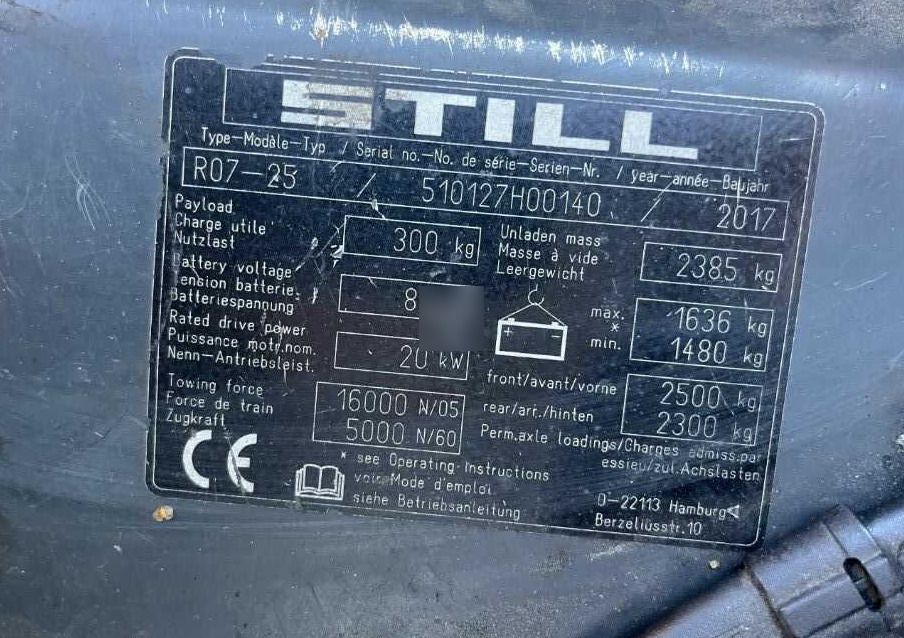 STILL
Type-Modèle-Typ / Serial no.-No. de série-Serien-Nr. / year-année-Baujahr
R07-25 / 510127H00140 / 2017
Payload
Charge utile
Nutzlast
300 kg
Unladen mass
Masse à vide
Leergewicht
2385 kg
Battery voltage
Tension batterie
Batteriespannung
8
+ -
max. 1636 kg
*
min. 1480 kg
Rated drive power
Puissance motr.nom.
Nenn-Antriebsleist.
20 kW
front/avant/vorne 2500 kg
rear/arr./hinten 2300 kg
Perm.axle loadings/Charges admiss.par
essieu/zul.Achslasten
Towing force
Force de train
Zugkraft
16000 N/05
5000 N/60
CE
* see Operating-Instructions
voir Mode d'emploi
siehe Betriebsanleitung
D-22113 Hamburg
Berzeliusstr.10